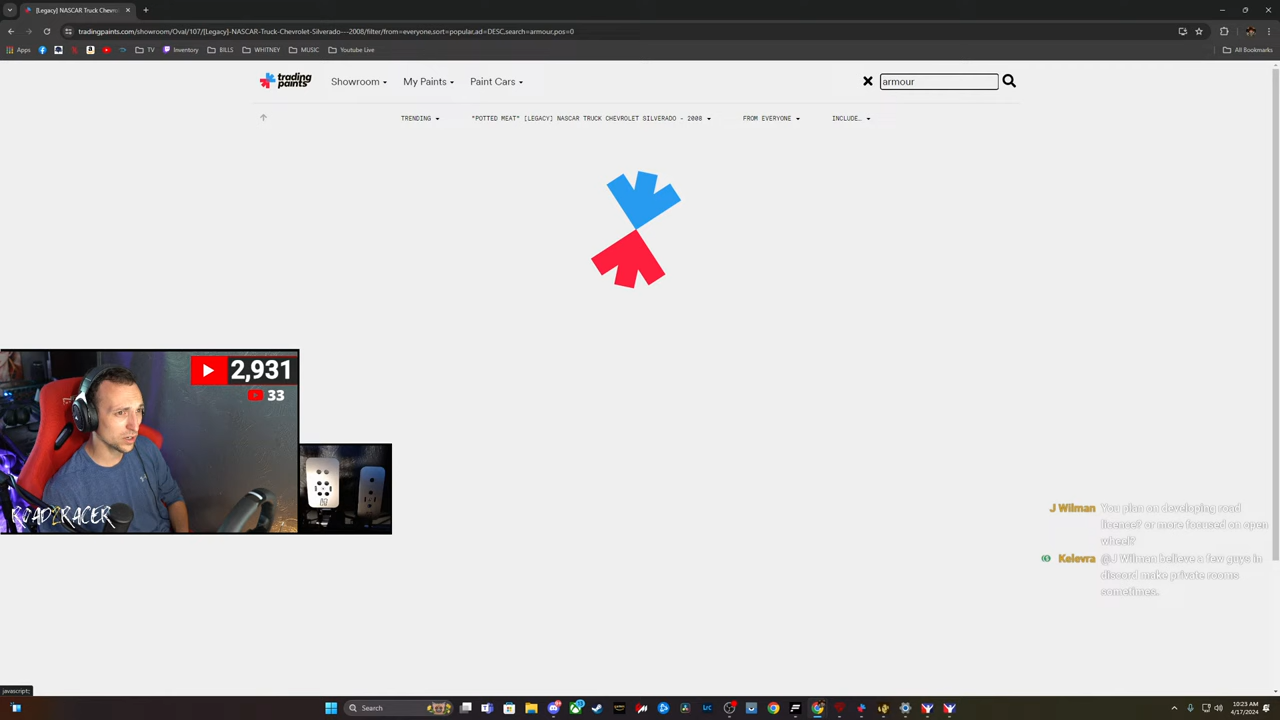 [Legacy] NASCAR Truck Chevro
tradingpaints.com/showroom/Oval/107/[Legacy]-NASCAR-Truck-Chevrolet-Silverado---2008/filter/from=everyone,sort=popular,ad=DESC,search=armour,pos=0
Apps TV Inventory BILLS WHITNEY MUSIC Youtube Live All Bookmarks
trading paints Showroom My Paints Paint Cars armour
TRENDING "POTTED MEAT" [LEGACY] NASCAR TRUCK CHEVROLET SILVERADO - 2008 FROM EVERYONE INCLUDE…
2,931
33
ROAD2RACER
J Wilman You plan on developing road
licence? or more focused on open
wheel?
Kelevra @J Wilman believe a few guys in
discord make private rooms
sometimes.
javascript:;
Search
10:23 AM
4/17/2024